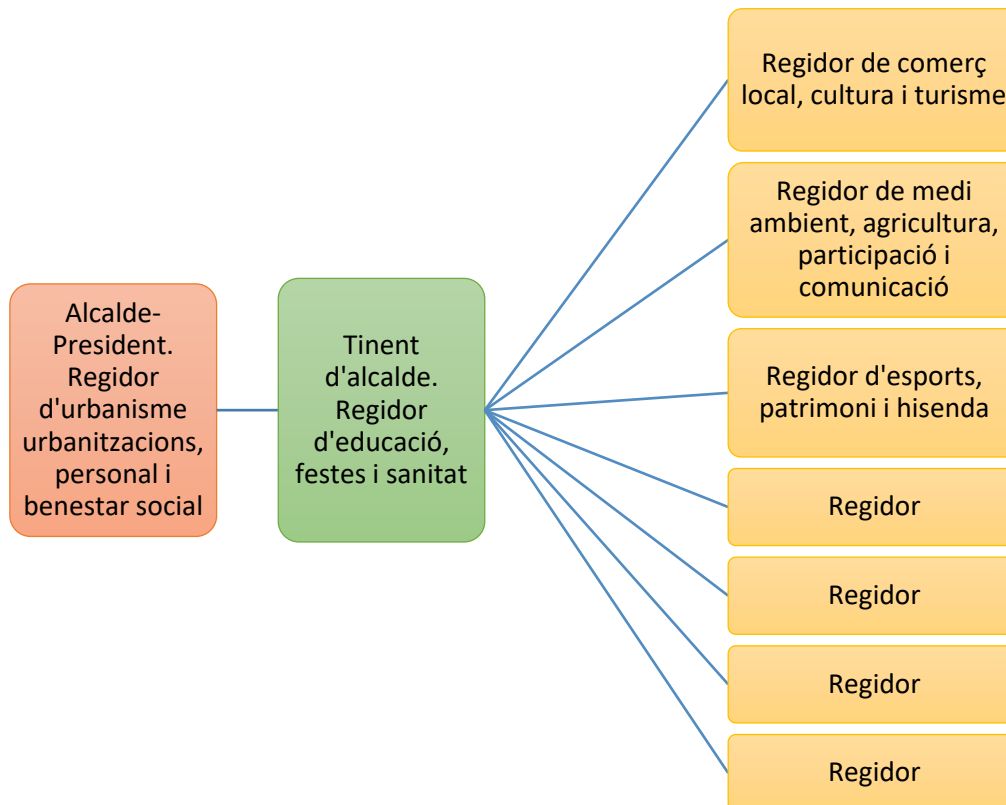 Alcalde-
President.
Regidor
d'urbanisme
urbanitzacions,
personal i
benestar social
Tinent
d'alcalde.
Regidor
d'educació,
festes i sanitat
Regidor de comerç
local, cultura i turisme
Regidor de medi
ambient, agricultura,
participació i
comunicació
Regidor d'esports,
patrimoni i hisenda
Regidor
Regidor
Regidor
Regidor